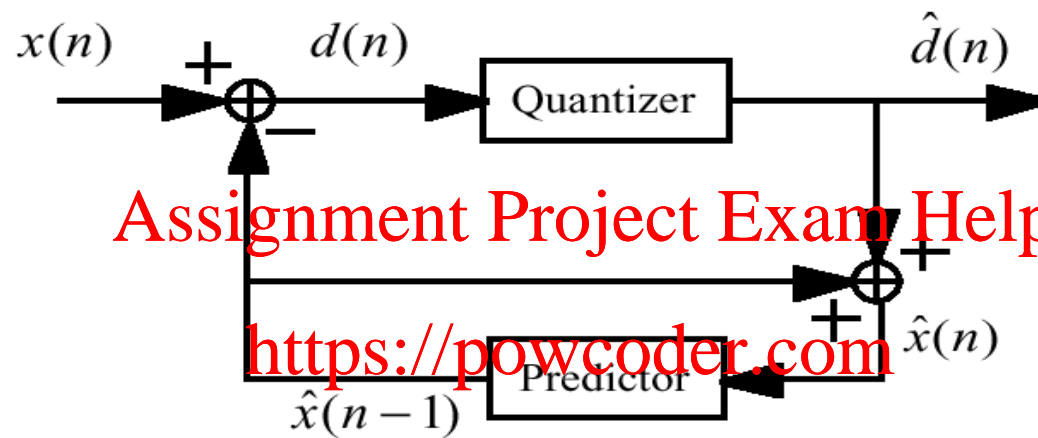 x(n) + d(n) Quantizer d̂(n)
−
Assignment Project Exam Help
+
+ x̂(n)
https://powcoder.com
Predictor
x̂(n − 1)